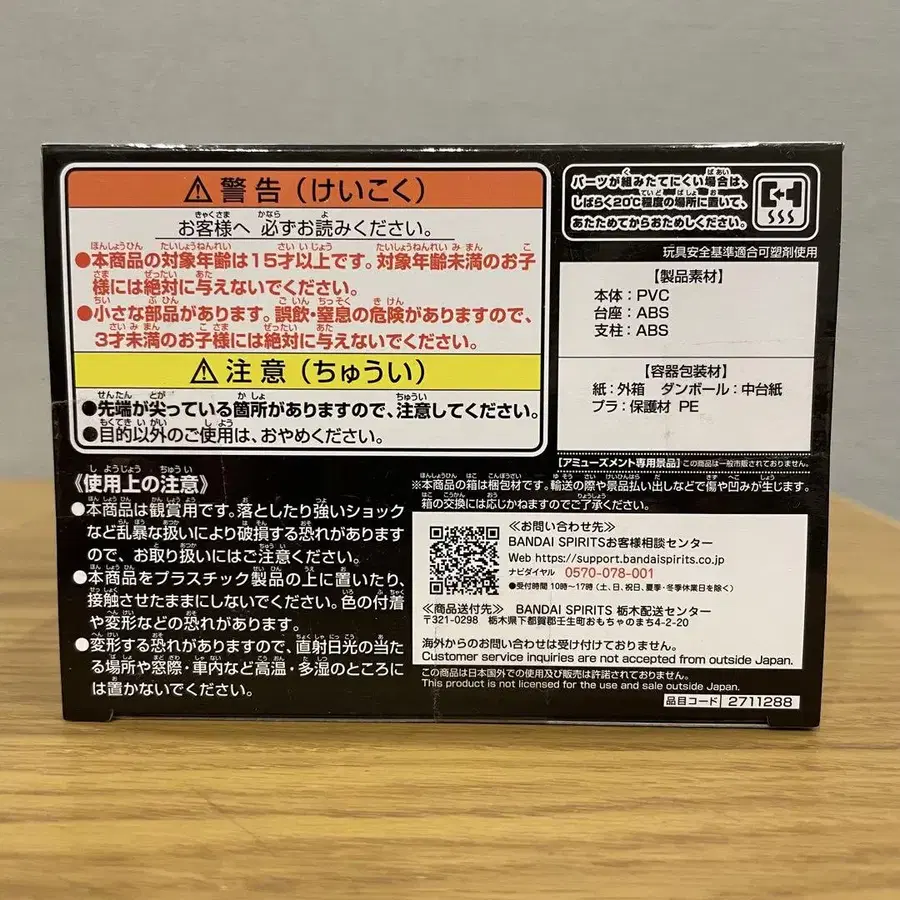 ⚠警告(けいこく)
お客様へ 必ずお読みください。
●本商品の対象年齢は15才以上です。対象年齢未満のお子
様には絶対に与えないでください。
●小さな部品があります。誤飲・窒息の危険がありますので、
3才未満のお子様には絶対に与えないでください。
⚠注意(ちゅうい)
●先端が尖っている箇所がありますので、注意してください。
●目的以外のご使用は、おやめください。
《使用上の注意》
●本商品は観賞用です。落としたり強いショック
など乱暴な扱いにより破損する恐れがあります
ので、お取り扱いにはご注意ください。
●本商品をプラスチック製品の上に置いたり、
接触させたままにしないでください。色の付着
や変形などの恐れがあります。
●変形する恐れがありますので、直射日光の当た
る場所や窓際・車内など高温・多湿のところに
は置かないでください。
パーツが組みたてにくい場合は、
しばらく20℃程度の場所に置いて、
あたためてからおためしください。
玩具安全基準適合可塑剤使用
【製品素材】
本体:PVC
台座:ABS
支柱:ABS
【容器包装材】
紙:外箱 ダンボール:中台紙
プラ:保護材 PE
【アミューズメント専用景品】この商品は一般市販されておりません。
※本商品の箱は梱包材です。輸送の際や景品払い出しなどで傷や凹みが生じます。
箱の交換には応じかねますのでご了承ください。
≪お問い合わせ先≫
BANDAI SPIRITSお客様相談センター
Web https://support.bandaispirits.co.jp
ナビダイヤル 0570-078-001
●受付時間 10時～17時(土、日、祝日、夏季・冬季休業日を除く)
≪商品送付先≫ BANDAI SPIRITS 栃木配送センター
〒321-0298 栃木県下都賀郡壬生町おもちゃのまち4-2-20
海外からのお問い合わせは受け付けておりません。
Customer service inquiries are not accepted from outside Japan.
この商品は日本国外での使用及び販売は許諾されておりません。
This product is not licensed for the use and sale outside Japan.
品目コード 2711288